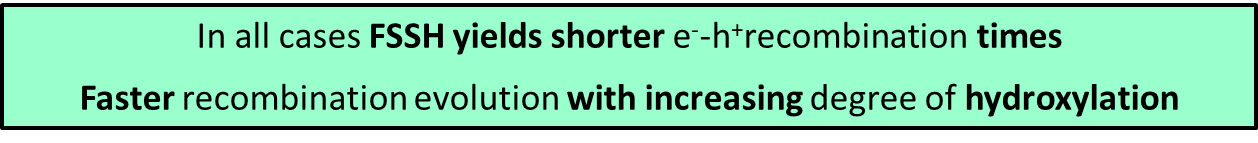 In all cases FSSH yields shorter e⁻-h⁺recombination times
Faster recombination evolution with increasing degree of hydroxylation